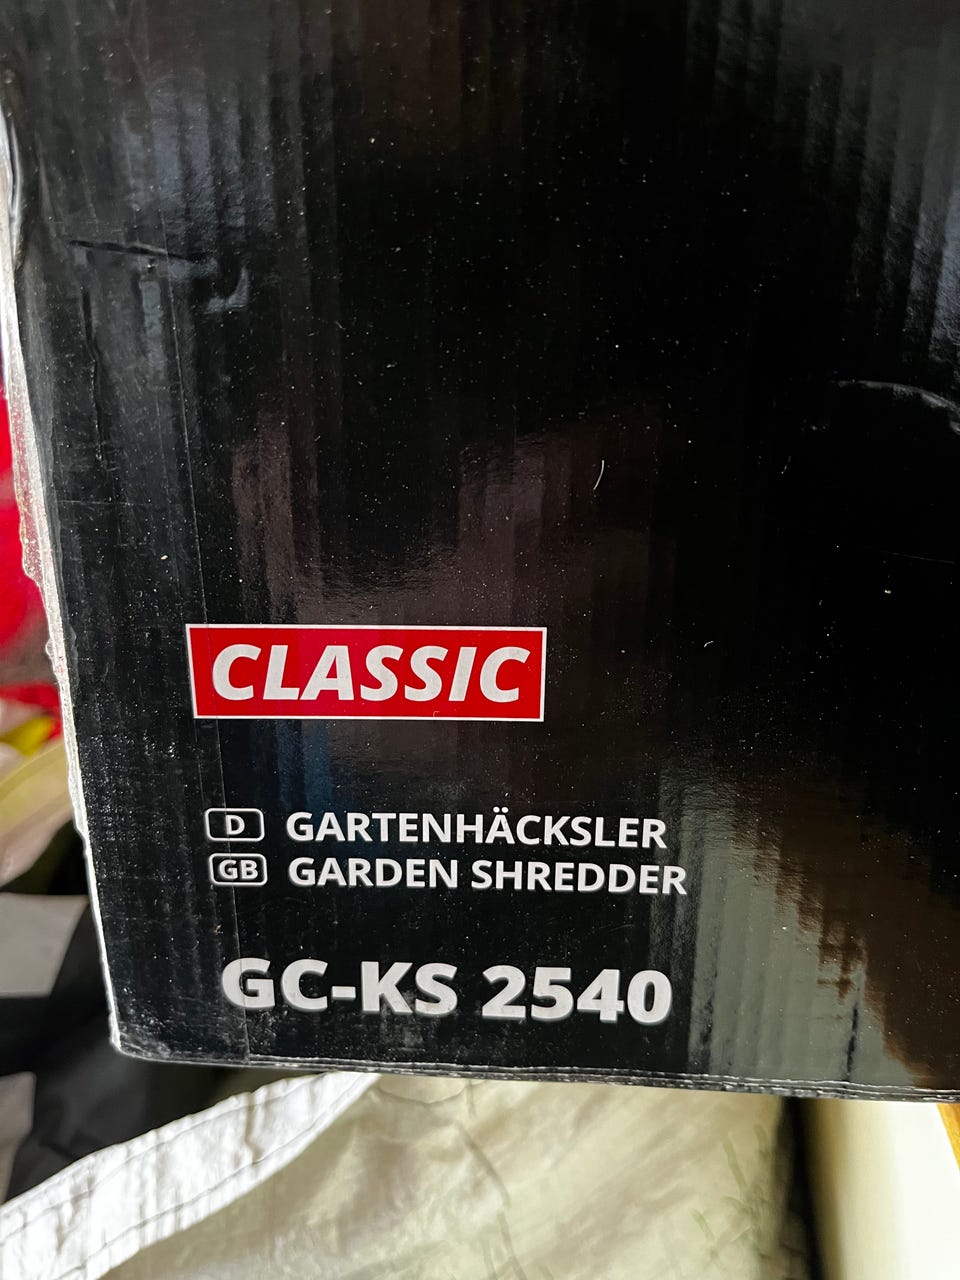 CLASSIC
D GARTENHÄCKSLER
GB GARDEN SHREDDER
GC-KS 2540